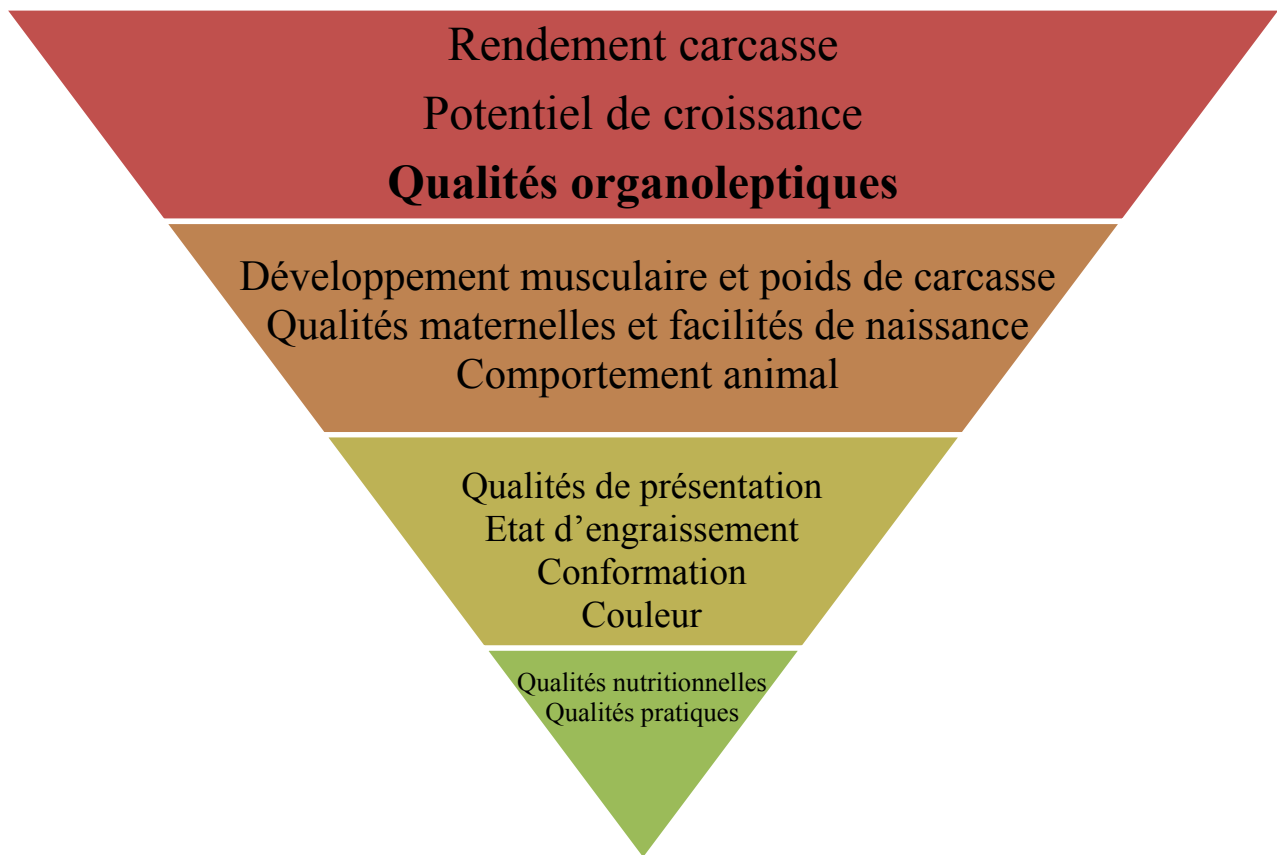 Rendement carcasse
Potentiel de croissance
Qualités organoleptiques
Développement musculaire et poids de carcasse
Qualités maternelles et facilités de naissance
Comportement animal
Qualités de présentation
Etat d’engraissement
Conformation
Couleur
Qualités nutritionnelles
Qualités pratiques